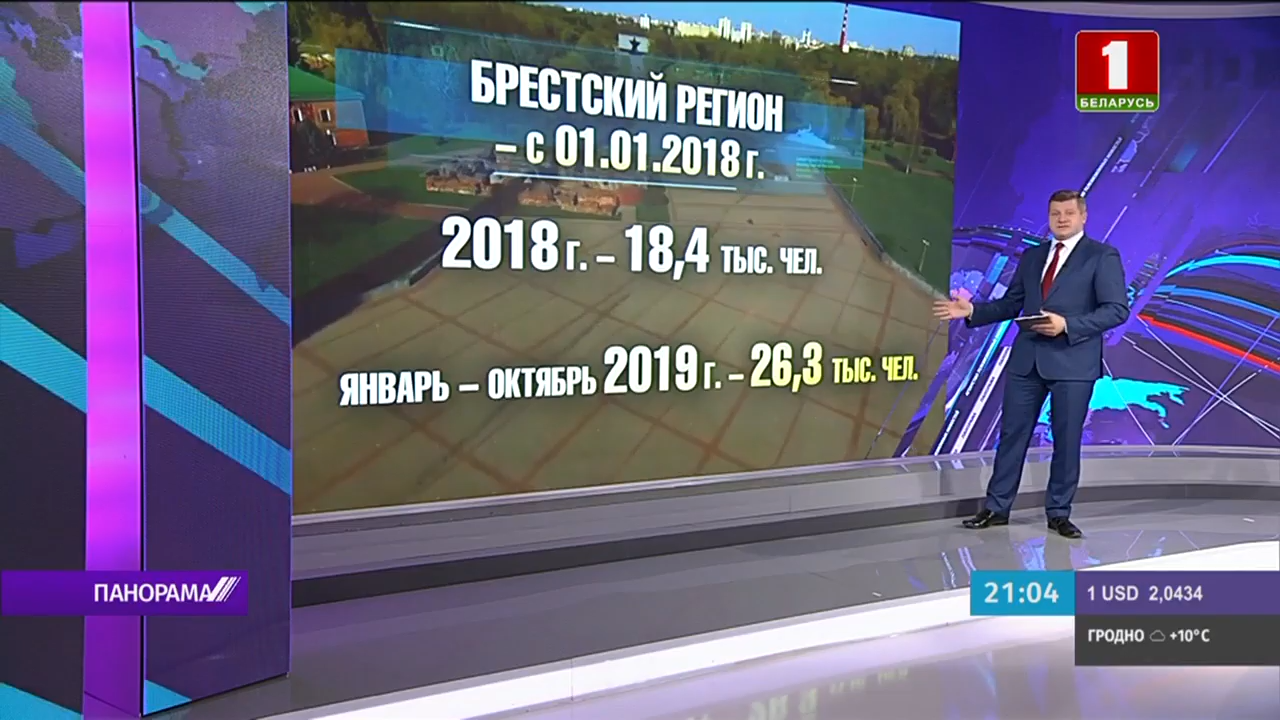 БРЕСТСКИЙ РЕГИОН
– с 01.01.2018 г.
2018 г. – 18,4 тыс. чел.
ЯНВАРЬ – ОКТЯБРЬ 2019 г. – 26,3 тыс. чел.
1
БЕЛАРУСЬ
ПАНОРАМА
21:04
1 USD 2,0434
ГРОДНО +10°C